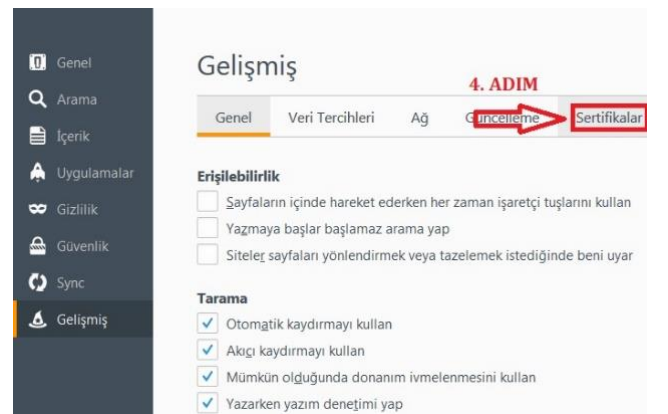 Genel
Arama
İçerik
Uygulamalar
Gizlilik
Güvenlik
Sync
Gelişmiş
Gelişmiş
4. ADIM
Genel Veri Tercihleri Ağ Güncelleme Sertifikalar
Erişilebilirlik
Sayfaların içinde hareket ederken her zaman işaretçi tuşlarını kullan
Yazmaya başlar başlamaz arama yap
Siteler sayfaları yönlendirmek veya tazelemek istediğinde beni uyar
Tarama
Otomatik kaydırmayı kullan
Akıcı kaydırmayı kullan
Mümkün olduğunda donanım ivmelenmesini kullan
Yazarken yazım denetimi yap